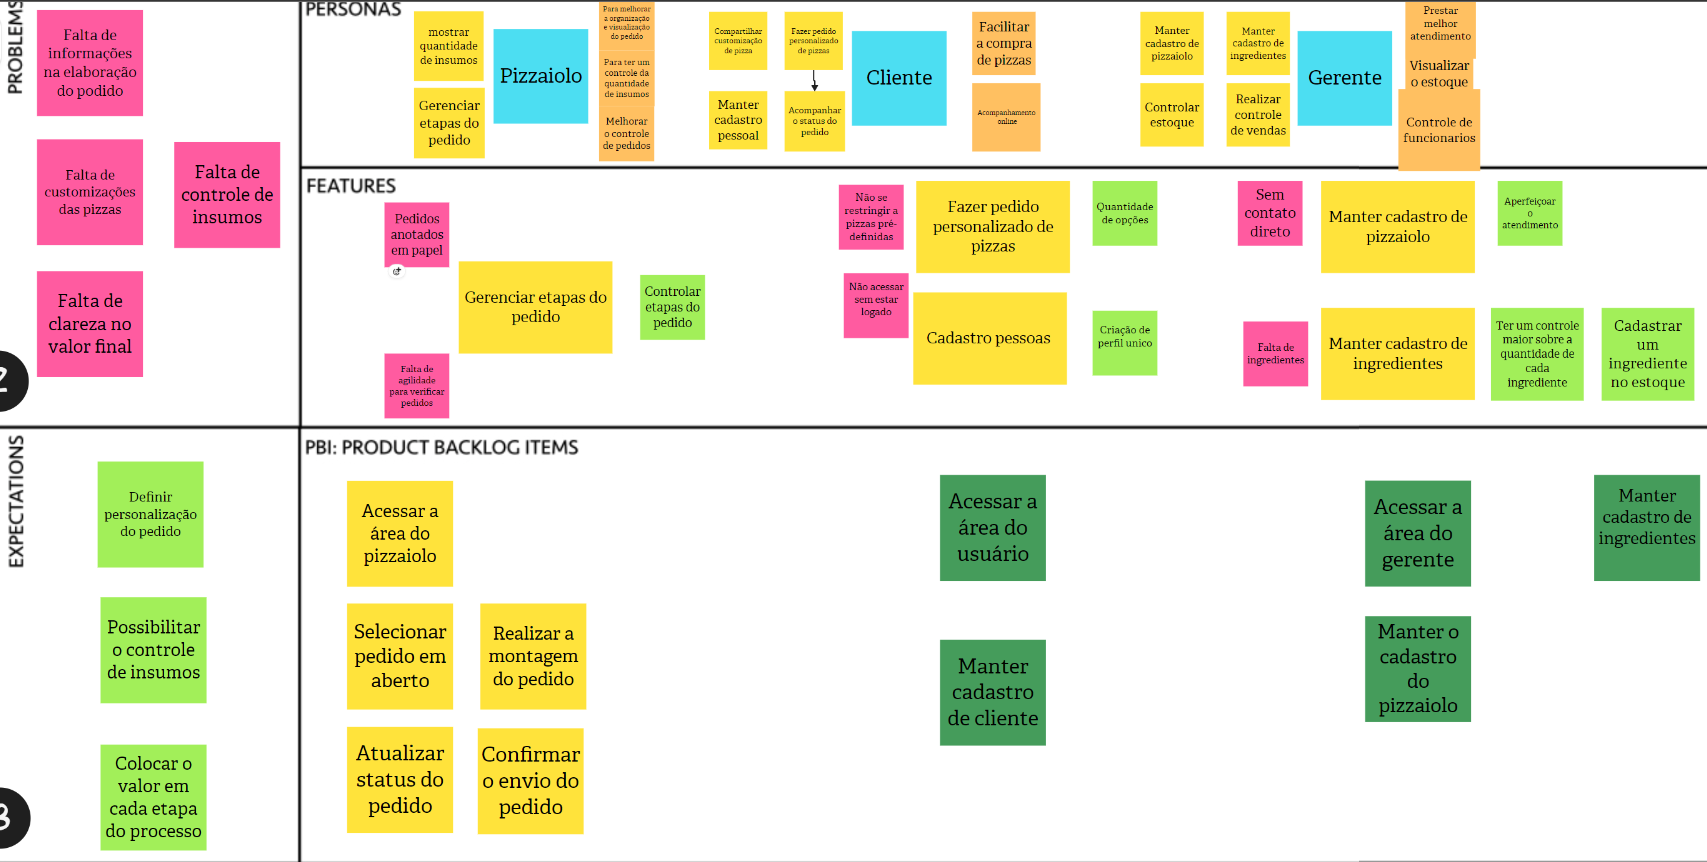 PROBLEMS
Falta de
informações
na elaboração
do podido
Falta de
customizações
das pizzas
Falta de
controle de
insumos
Falta de
clareza no
valor final
2
PERSONAS
mostrar
quantidade
de insumos
Gerenciar
etapas do
pedido
Pizzaiolo
Para melhorar
a organização
e visualização
do pedido
Para ter um
controle da
quantidade
de insumos
Melhorar
o controle
de pedidos
Compartilhar
customização
de pizza
Fazer pedido
personalizado
de pizzas
Manter
cadastro
pessoal
Acompanhar
o status do
pedido
Cliente
Facilitar
a compra
de pizzas
Acompanhamento
online
Manter
cadastro de
pizzaiolo
Manter
cadastro de
ingredientes
Controlar
estoque
Realizar
controle
de vendas
Gerente
Prestar
melhor
atendimento
Visualizar
o estoque
Controle de
funcionarios
FEATURES
Pedidos
anotados
em papel
Gerenciar etapas do
pedido
Controlar
etapas do
pedido
Falta de
agilidade
para verificar
pedidos
Não se
restringir a
pizzas pré-
definidas
Fazer pedido
personalizado de
pizzas
Quantidade
de opções
Não acessar
sem estar
logado
Cadastro pessoas
Criação de
perfil unico
Sem
contato
direto
Manter cadastro de
pizzaiolo
Aperfeiçoar
o
atendimento
Falta de
ingredientes
Manter cadastro de
ingredientes
Ter um controle
maior sobre a
quantidade de
cada
ingrediente
Cadastrar
um
ingrediente
no estoque
EXPECTATIONS
Definir
personalização
do pedido
Possibilitar
o controle
de insumos
Colocar o
valor em
cada etapa
do processo
3
PBI: PRODUCT BACKLOG ITEMS
Acessar a
área do
pizzaiolo
Selecionar
pedido em
aberto
Realizar a
montagem
do pedido
Atualizar
status do
pedido
Confirmar
o envio do
pedido
Acessar a
área do
usuário
Manter
cadastro
de cliente
Acessar a
área do
gerente
Manter o
cadastro
do
pizzaiolo
Manter
cadastro de
ingredientes